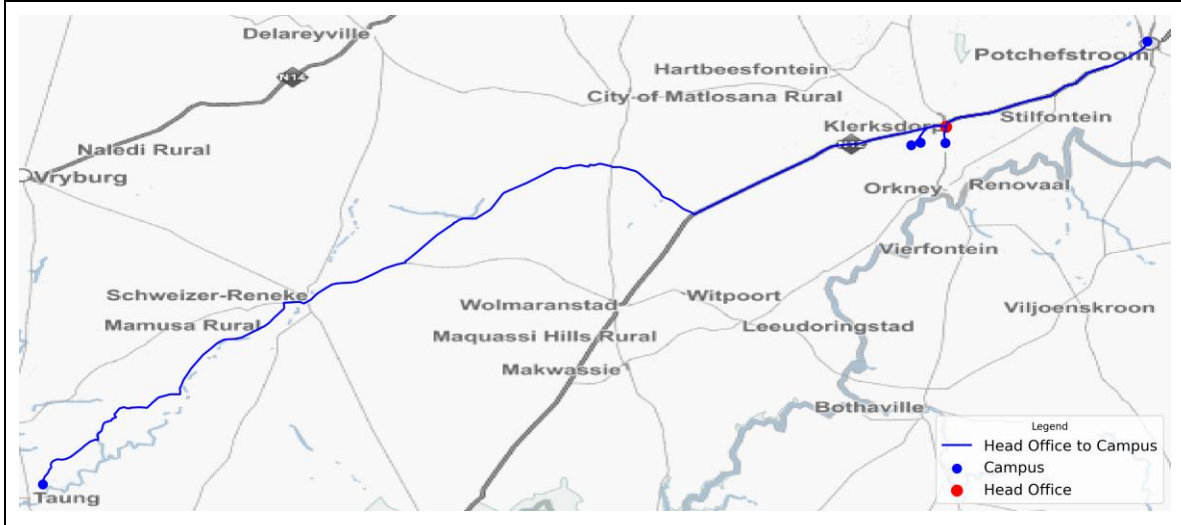 Delareyville
N14
Potchefstroom
Hartbeesfontein
City of Matlosana Rural
Stilfontein
Klerksdorp
Naledi Rural
Vryburg
Orkney
Renovaal
Vierfontein
Schweizer-Reneke
Mamusa Rural
Wolmaranstad
Witpoort
Viljoenskroon
Leeudoringstad
Maquassi Hills Rural
Makwassie
Bothaville
Taung
Legend
Head Office to Campus
Campus
Head Office